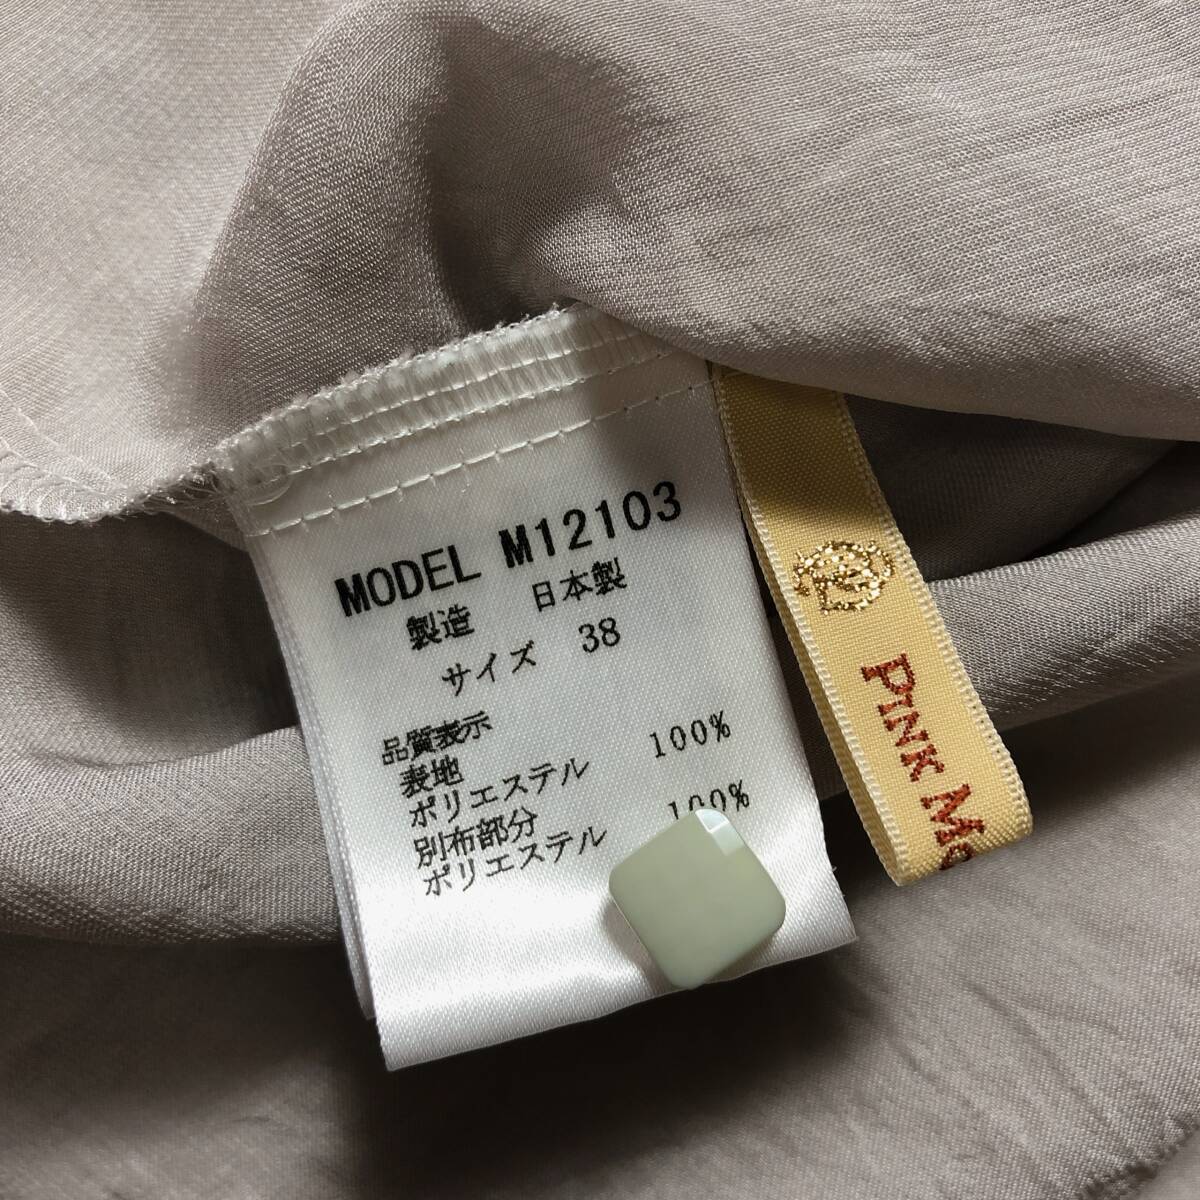 MODEL M12103
製造 日本製
サイズ 38
品質表示
表地
ポリエステル 100%
別布部分
ポリエステル 100%
PINK